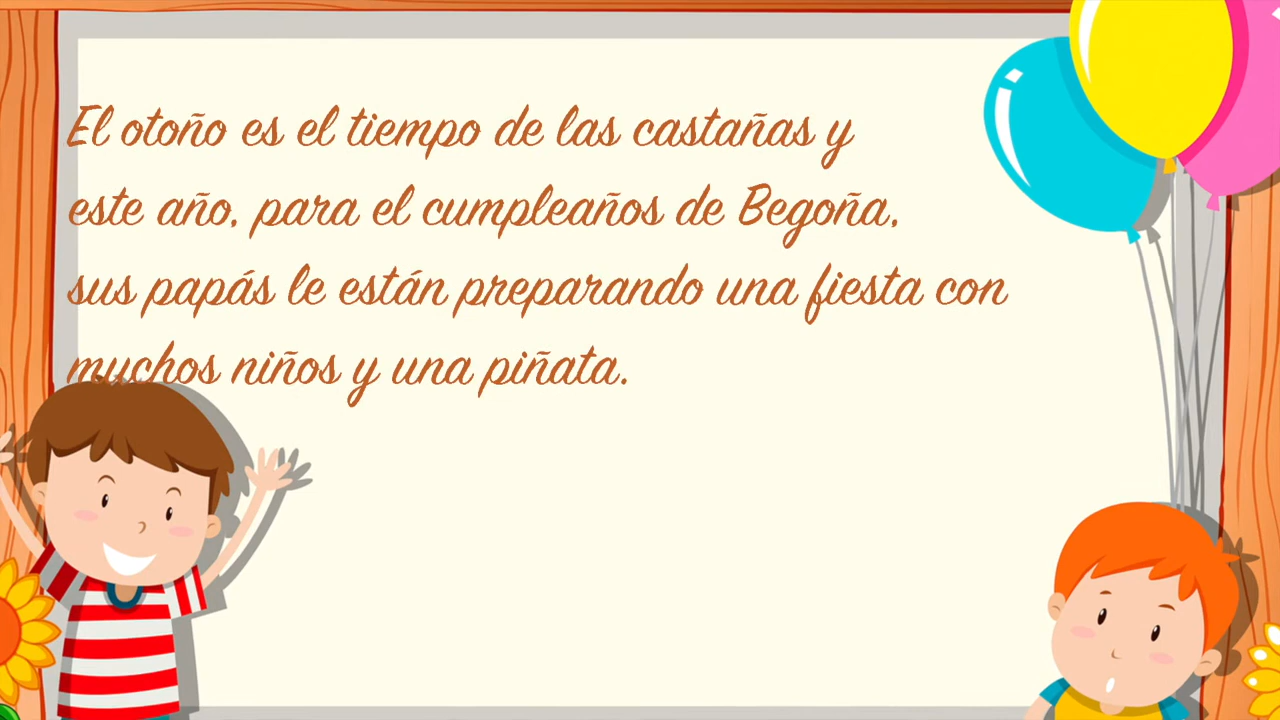 El otoño es el tiempo de las castañas y
este año, para el cumpleaños de Begoña,
sus papás le están preparando una fiesta con
muchos niños y una piñata.